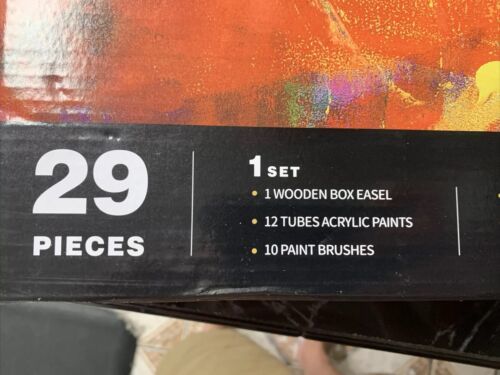 29
PIECES
1 SET
• 1 WOODEN BOX EASEL
• 12 TUBES ACRYLIC PAINTS
• 10 PAINT BRUSHES